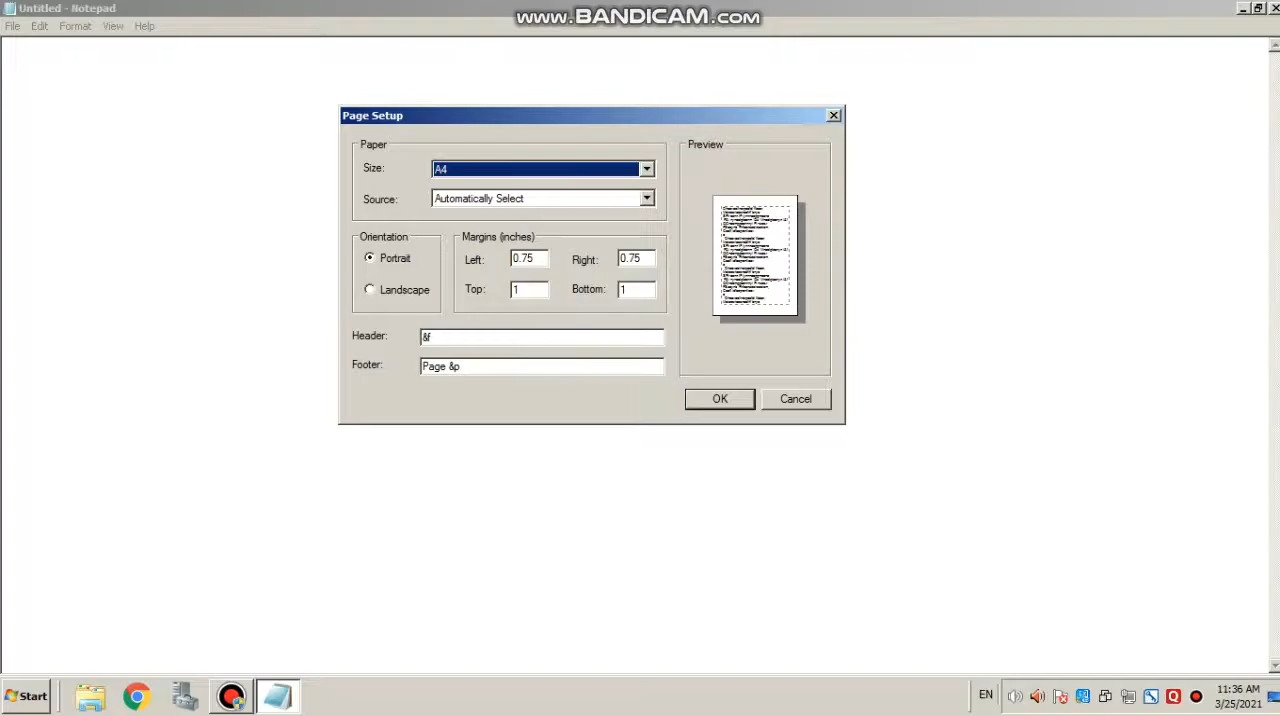 Untitled - Notepad
www.BANDICAM.com
File Edit Format View Help
Page Setup
Paper
Size: A4
Source: Automatically Select
Preview
Orientation
Portrait
Landscape
Margins (inches)
Left: 0.75 Right: 0.75
Top: 1 Bottom: 1
Header: &f
Footer: Page &p
OK Cancel
Start
EN
11:36 AM
3/25/2021